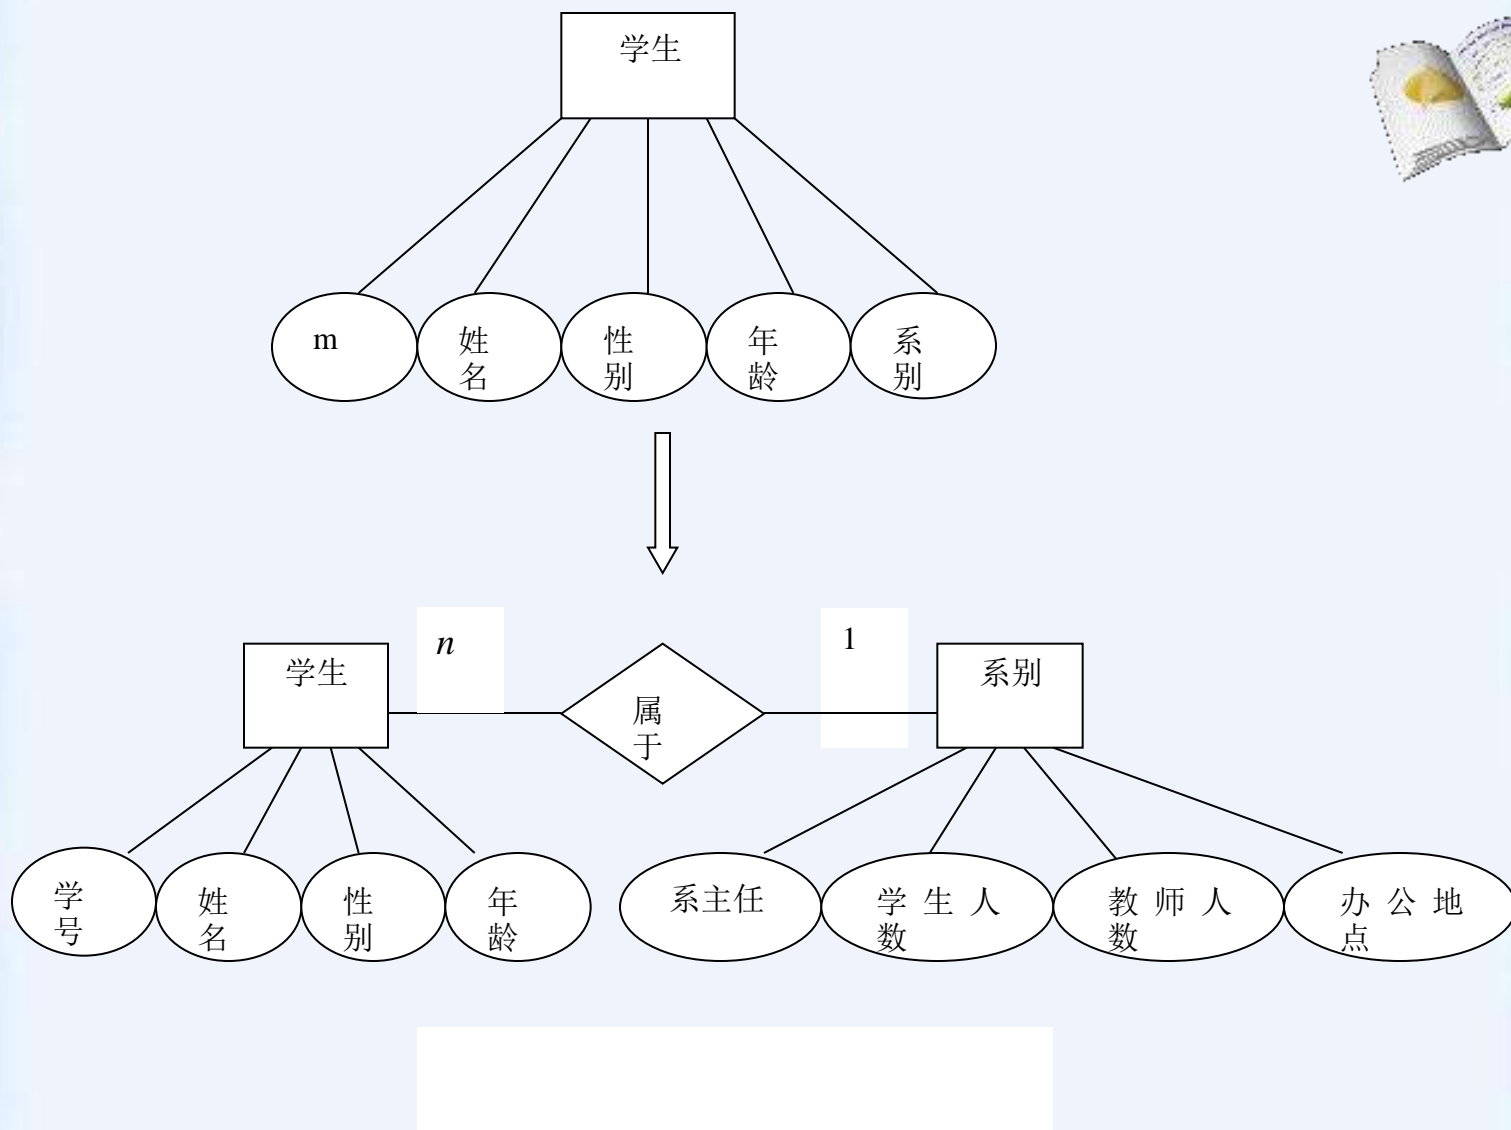 学生
m
姓
名
性
别
年
龄
系
别
n
1
学生
属
于
系别
学
号
姓
名
性
别
年
龄
系主任
学 生 人
数
教 师 人
数
办 公 地
点